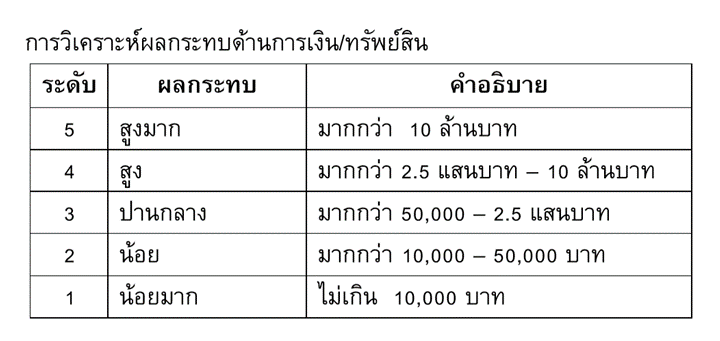 การวิเคราะห์ผลกระทบด้านการเงิน/ทรัพย์สิน
ระดับ ผลกระทบ คำอธิบาย
5 สูงมาก มากกว่า 10 ล้านบาท
4 สูง มากกว่า 2.5 แสนบาท – 10 ล้านบาท
3 ปานกลาง มากกว่า 50,000 – 2.5 แสนบาท
2 น้อย มากกว่า 10,000 – 50,000 บาท
1 น้อยมาก ไม่เกิน 10,000 บาท